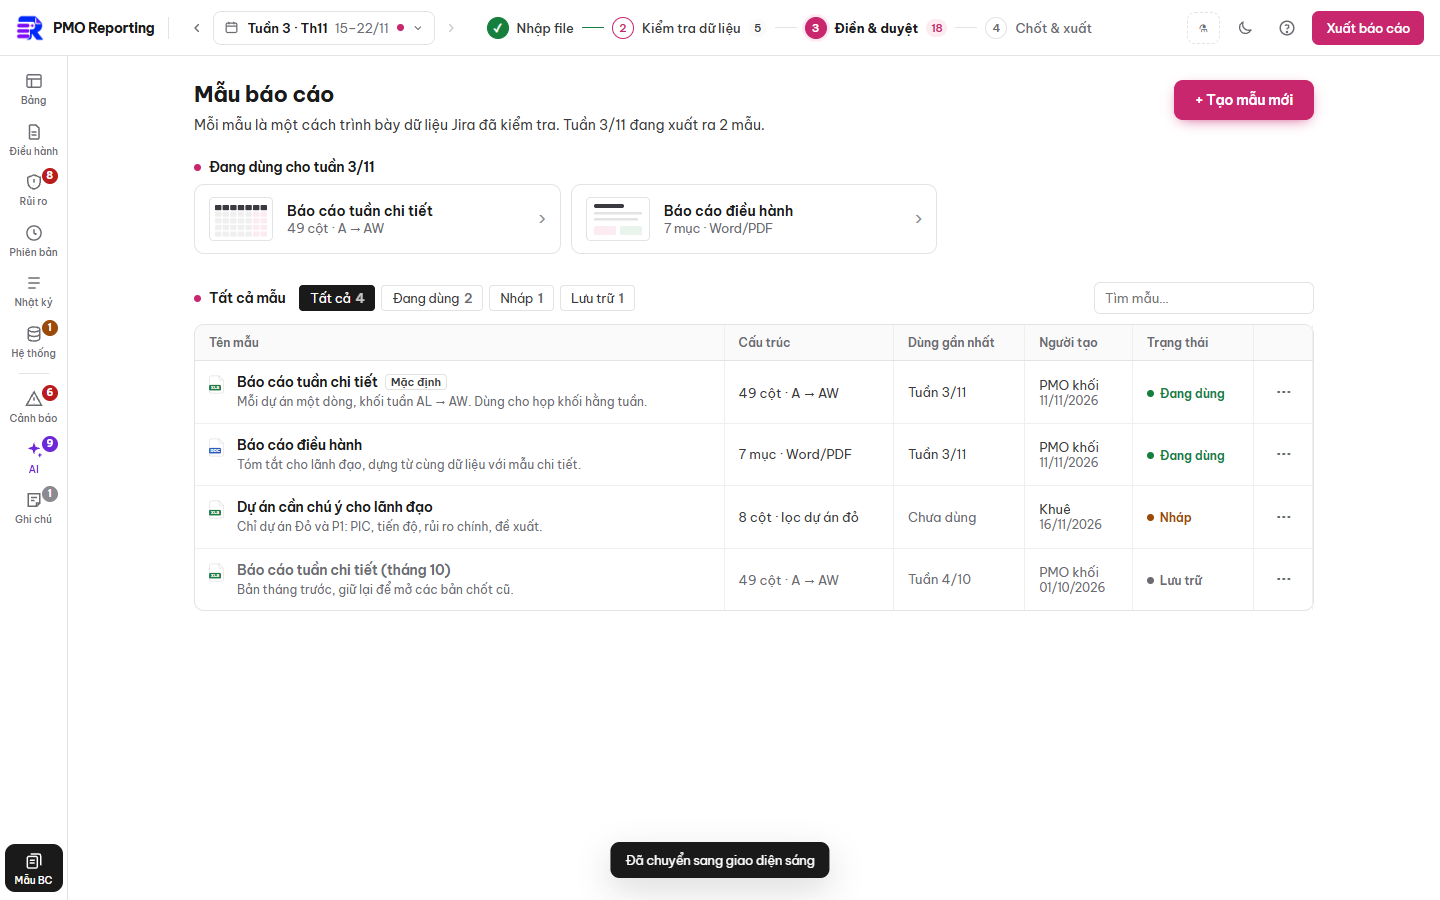 PMO Reporting
Tuần 3 · Th11 15–22/11
Nhập file
2 Kiểm tra dữ liệu 5
3 Điền & duyệt 18
4 Chốt & xuất
Xuất báo cáo
Bảng
Điều hành
8
Rủi ro
Phiên bản
Nhật ký
1
Hệ thống
6
Cảnh báo
9
AI
1
Ghi chú
Mẫu BC
Mẫu báo cáo
Mỗi mẫu là một cách trình bày dữ liệu Jira đã kiểm tra. Tuần 3/11 đang xuất ra 2 mẫu.
+ Tạo mẫu mới
Đang dùng cho tuần 3/11
Báo cáo tuần chi tiết
49 cột · A → AW
Báo cáo điều hành
7 mục · Word/PDF
Tất cả mẫu
Tất cả 4
Đang dùng 2
Nháp 1
Lưu trữ 1
Tìm mẫu...
Tên mẫu
Cấu trúc
Dùng gần nhất
Người tạo
Trạng thái
Báo cáo tuần chi tiết Mặc định
Mỗi dự án một dòng, khối tuần AL → AW. Dùng cho họp khối hằng tuần.
49 cột · A → AW
Tuần 3/11
PMO khối
11/11/2026
Đang dùng
Báo cáo điều hành
Tóm tắt cho lãnh đạo, dựng từ cùng dữ liệu với mẫu chi tiết.
7 mục · Word/PDF
Tuần 3/11
PMO khối
11/11/2026
Đang dùng
Dự án cần chú ý cho lãnh đạo
Chỉ dự án Đỏ và P1: PIC, tiến độ, rủi ro chính, đề xuất.
8 cột · lọc dự án đỏ
Chưa dùng
Khuê
16/11/2026
Nháp
Báo cáo tuần chi tiết (tháng 10)
Bản tháng trước, giữ lại để mở các bản chốt cũ.
49 cột · A → AW
Tuần 4/10
PMO khối
01/10/2026
Lưu trữ
Đã chuyển sang giao diện sáng